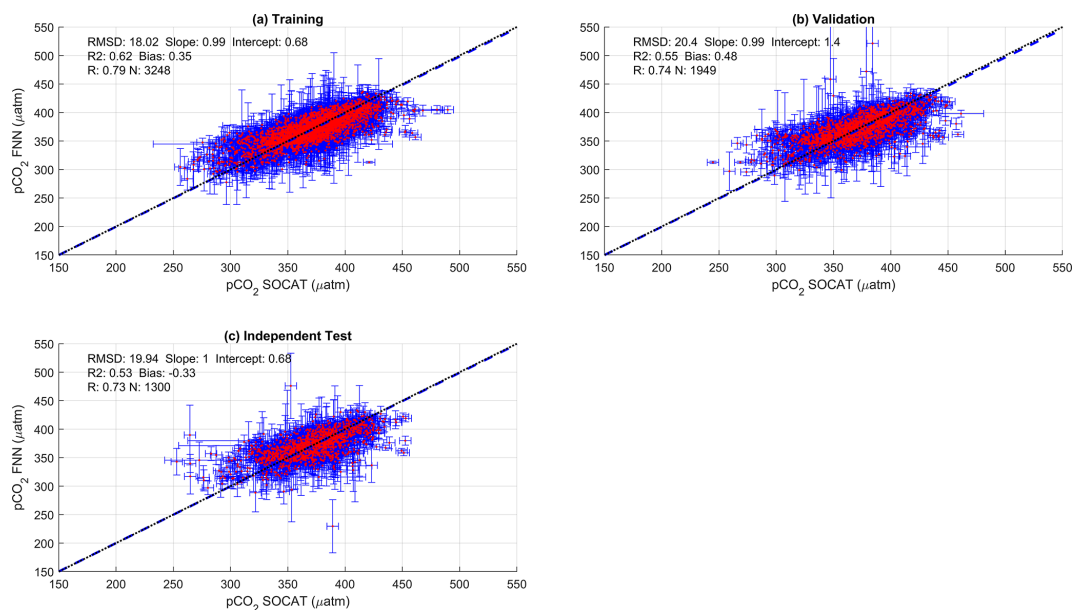 (a) Training
RMSD: 18.02 Slope: 0.99 Intercept: 0.68
R2: 0.62 Bias: 0.35
R: 0.79 N: 3248
550
500
450
400
350
300
250
200
150
pCO2 FNN (μatm)
150 200 250 300 350 400 450 500 550
pCO2 SOCAT (μatm)
(b) Validation
RMSD: 20.4 Slope: 0.99 Intercept: 1.4
R2: 0.55 Bias: 0.48
R: 0.74 N: 1949
550
500
450
400
350
300
250
200
150
pCO2 FNN (μatm)
150 200 250 300 350 400 450 500 550
pCO2 SOCAT (μatm)
(c) Independent Test
RMSD: 19.94 Slope: 1 Intercept: 0.68
R2: 0.53 Bias: -0.33
R: 0.73 N: 1300
550
500
450
400
350
300
250
200
150
pCO2 FNN (μatm)
150 200 250 300 350 400 450 500 550
pCO2 SOCAT (μatm)